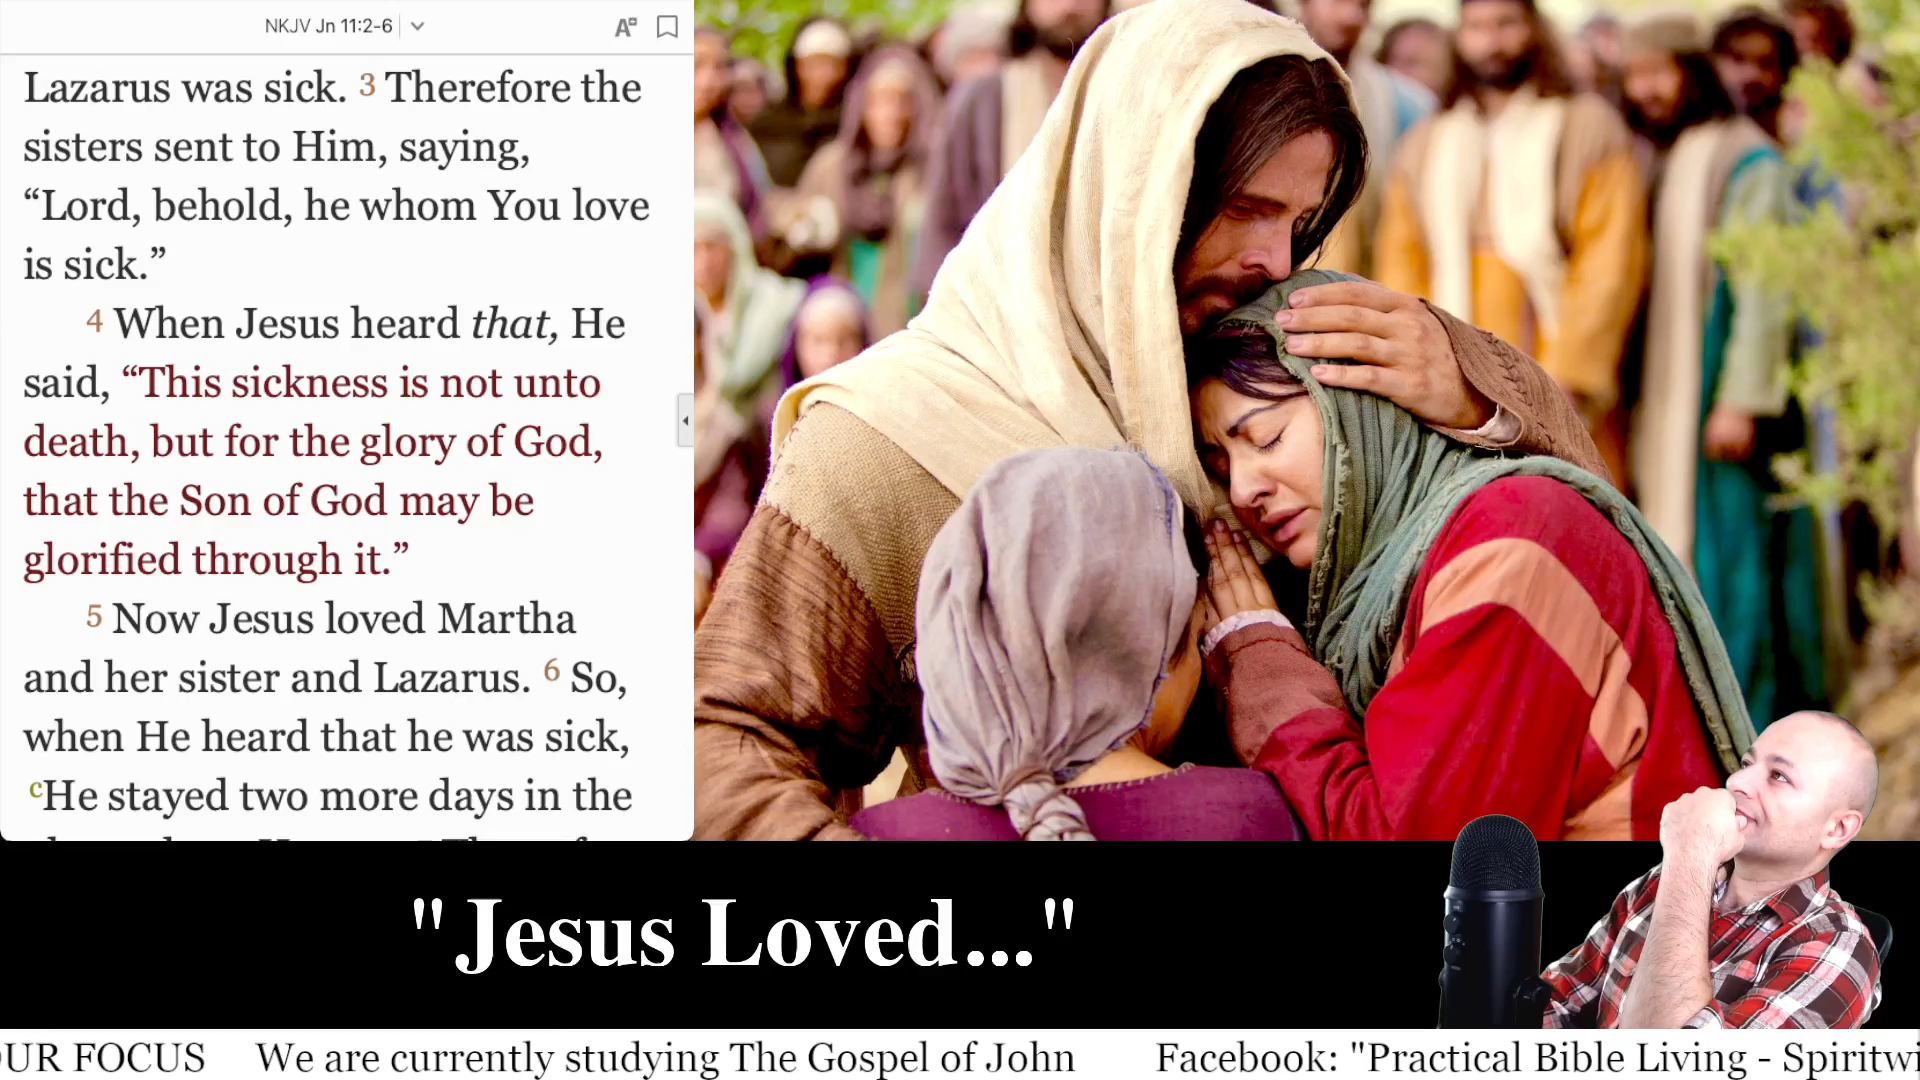 NKJV Jn 11:2-6
Lazarus was sick. 3 Therefore the
sisters sent to Him, saying,
“Lord, behold, he whom You love
is sick.”
4 When Jesus heard that, He
said, “This sickness is not unto
death, but for the glory of God,
that the Son of God may be
glorified through it.”
5 Now Jesus loved Martha
and her sister and Lazarus. 6 So,
when He heard that he was sick,
cHe stayed two more days in the
"Jesus Loved..."
OUR FOCUS We are currently studying The Gospel of John Facebook: "Practical Bible Living - Spiritwi